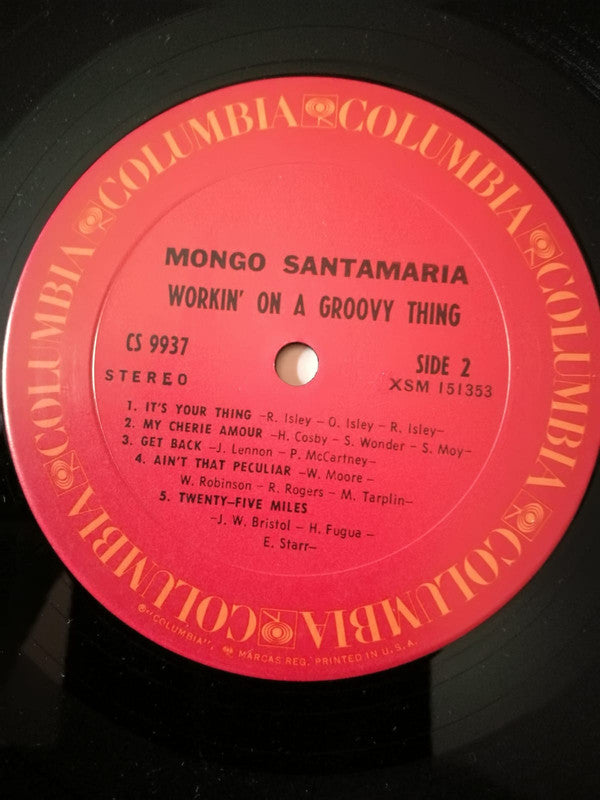 COLUMBIA COLUMBIA COLUMBIA COLUMBIA COLUMBIA COLUMBIA
MONGO SANTAMARIA
WORKIN' ON A GROOVY THING
CS 9937
SIDE 2
STEREO
XSM 151353
1. IT'S YOUR THING –R. Isley – O. Isley – R. Isley–
2. MY CHERIE AMOUR –H. Cosby – S. Wonder – S. Moy–
3. GET BACK –J. Lennon – P. McCartney–
4. AIN'T THAT PECULIAR –W. Moore –
W. Robinson – R. Rogers – M. Tarplin–
5. TWENTY–FIVE MILES
–J. W. Bristol – H. Fugua –
E. Starr–
®"COLUMBIA", MARCAS REG. PRINTED IN U.S.A.